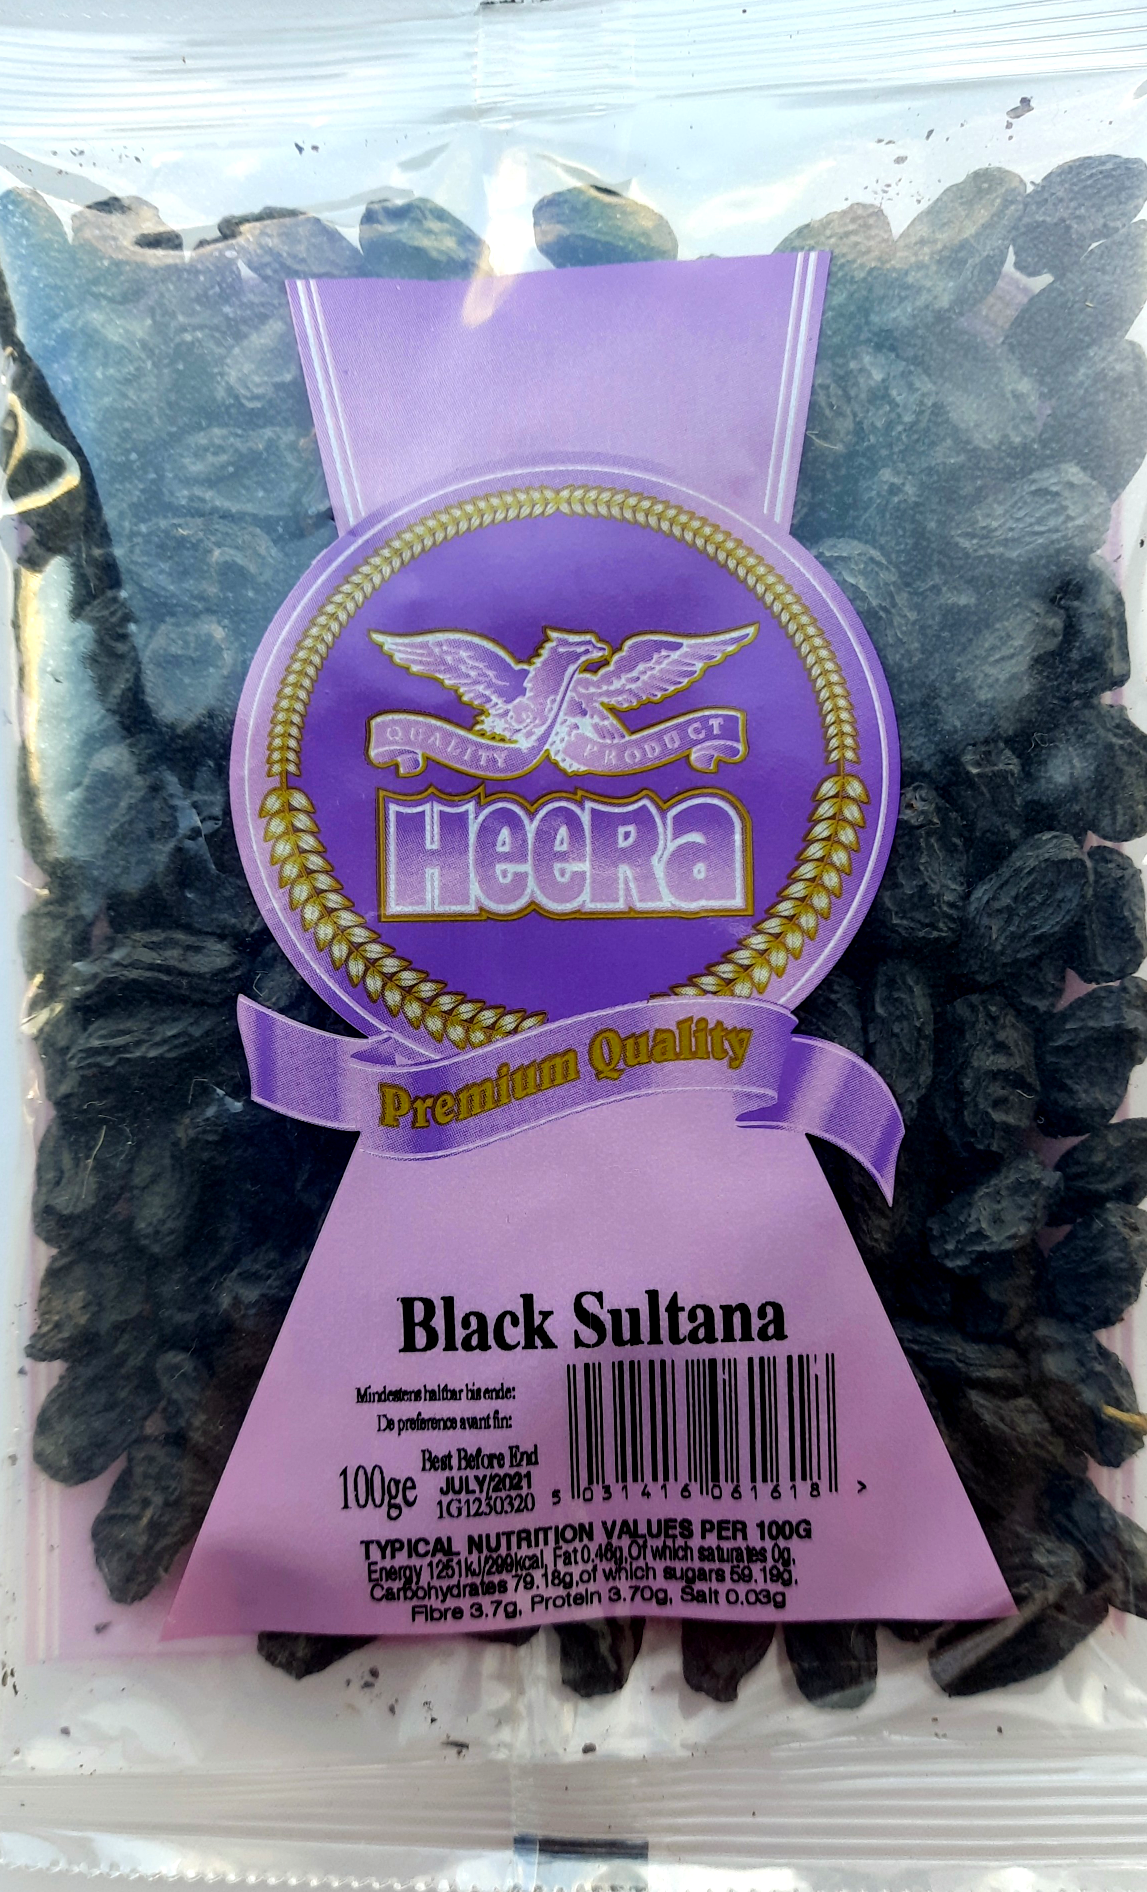 QUALITY PRODUCT
HeeRa
Premium Quality
Black Sultana
Mindestens haltbar bis ende:
De preference avant fin:
Best Before End
100ge JULY/2021
1G1230320
5 031416 061618 >
TYPICAL NUTRITION VALUES PER 100G
Energy 1251kJ/299kcal, Fat 0.46g, Of which saturates 0g,
Carbohydrates 79.18g, of which sugars 59.19g.
Fibre 3.7g, Protein 3.70g, Salt 0.03g